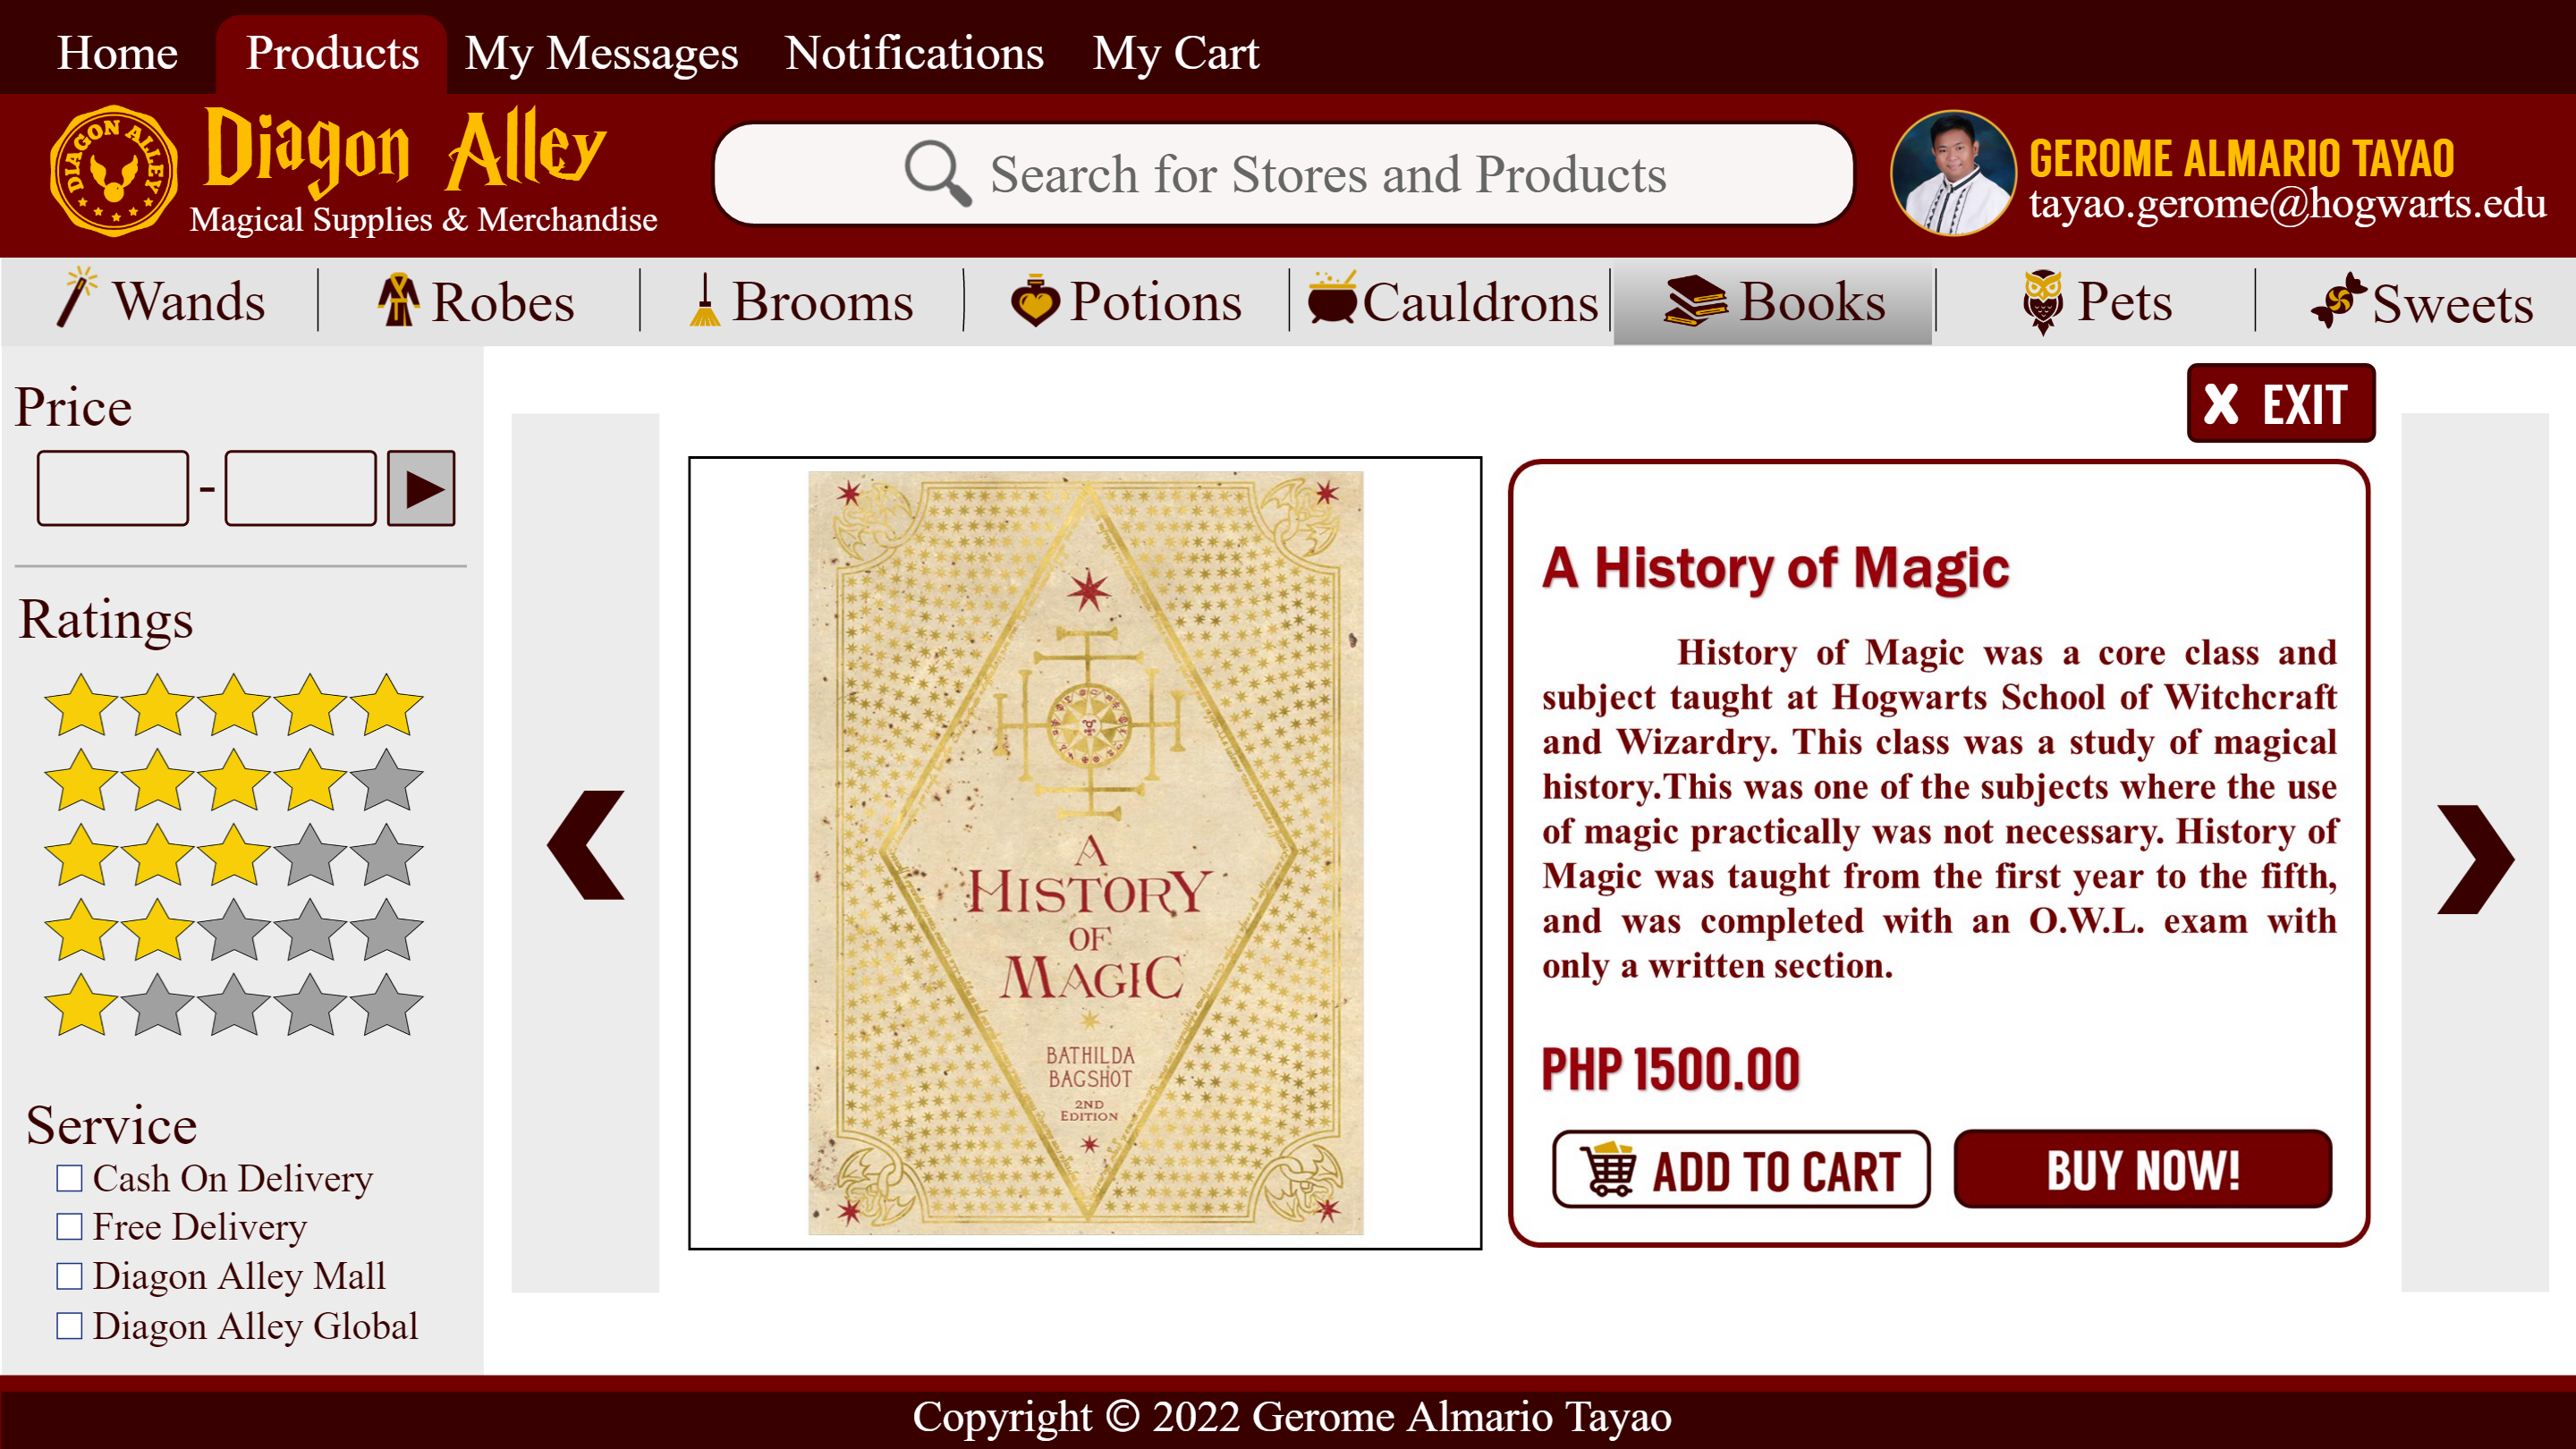 Home Products My Messages Notifications My Cart
DIAGON ALLEY
Diagon Alley
Magical Supplies & Merchandise
Search for Stores and Products
GEROME ALMARIO TAYAO
tayao.gerome@hogwarts.edu
Wands Robes Brooms Potions Cauldrons Books Pets Sweets
Price
-
Ratings
Service
Cash On Delivery
Free Delivery
Diagon Alley Mall
Diagon Alley Global
A
HISTORY
OF
MAGIC
BATHILDA
BAGSHOT
2ND
EDITION
X EXIT
A History of Magic
History of Magic was a core class and
subject taught at Hogwarts School of Witchcraft
and Wizardry. This class was a study of magical
history.This was one of the subjects where the use
of magic practically was not necessary. History of
Magic was taught from the first year to the fifth,
and was completed with an O.W.L. exam with
only a written section.
PHP 1500.00
ADD TO CART
BUY NOW!
Copyright © 2022 Gerome Almario Tayao